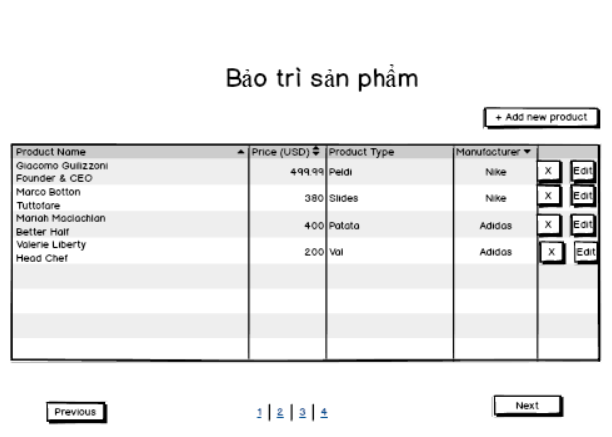 Bảo trì sản phẩm
+ Add new product
Product Name Price (USD) Product Type Manufacturer
Giacomo Guilizzoni
Founder & CEO
499.99 Peldi Nike X Edit
Marco Botton
Tuttofare
380 Slides Nike X Edit
Mariah Maclachlan
Better Half
400 Patata Adidas X Edit
Valerie Liberty
Head Chef
200 Val Adidas X Edit
Previous 1 | 2 | 3 | 4 Next